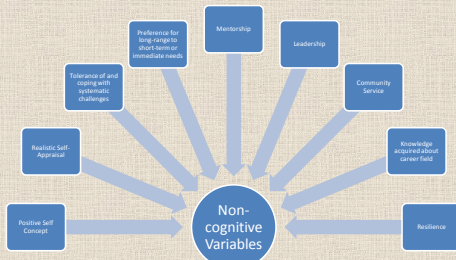 Mentorship
Preference for
long-range to
short-term or
immediate needs
Leadership
Tolerance of and
coping with
systematic
challenges
Community
Service
Realistic Self-
Appraisal
Knowledge
acquired about
career field
Positive Self
Concept
Non-
cognitive
Variables
Resilience